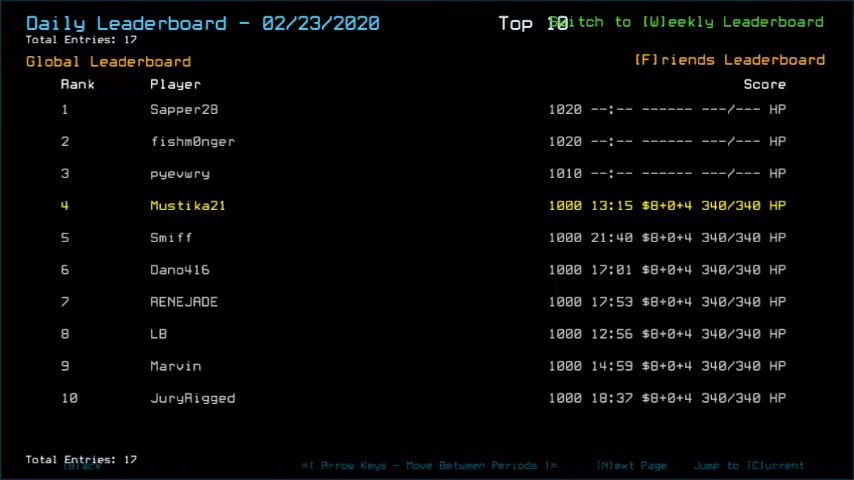 Daily Leaderboard - 02/23/2020 Top 10 Switch to [W]eekly Leaderboard
Total Entries: 17
Global Leaderboard [F]riends Leaderboard
Rank Player Score
1 Sapper28 1020 --:-- ------ ---/--- HP
2 fishm0nger 1020 --:-- ------ ---/--- HP
3 pyevwry 1010 --:-- ------ ---/--- HP
4 Mustika21 1000 13:15 $8+0+4 340/340 HP
5 Smiff 1000 21:40 $8+0+4 340/340 HP
6 Dano416 1000 17:01 $8+0+4 340/340 HP
7 RENEJADE 1000 17:53 $8+0+4 340/340 HP
8 LB 1000 12:56 $8+0+4 340/340 HP
9 Marvin 1000 14:59 $8+0+4 340/340 HP
10 JuryRigged 1000 18:37 $8+0+4 340/340 HP
Total Entries: 17
[B]ack =[ Arrow Keys - Move Between Periods ]= [N]ext Page Jump to [C]urrent